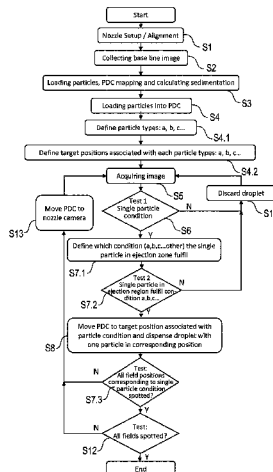 Start
Nozzle Setup / Alignment
S1
Collecting base line image
S2
Loading particles, PDC mapping and calculating sedimentation
S3
Loading particles into PDC
S4
Define particle types: a, b, c...
S4.1
Define target positions associated with each particle types: a, b, c...
S4.2
Acquiring image
S5
Discard droplet
Move PDC to
nozzle camera
S13
Test 1
Single particle
condition
N
S6
Y
Define which condition (a,b,c...other) the single
particle in ejection zone fulfil
S7.1
Test 2
Single particle in
ejection region fulfil con-
dition a,b,c...
N
S7.2
Y
Move PDC to target position associated with
particle condition and dispense droplet with
one particle in corresponding position
S8
Test:
All field positions
corresponding to single
particle condition
spotted?
N
S7.3
Y
Test:
All fields spotted?
N
S12
Y
End